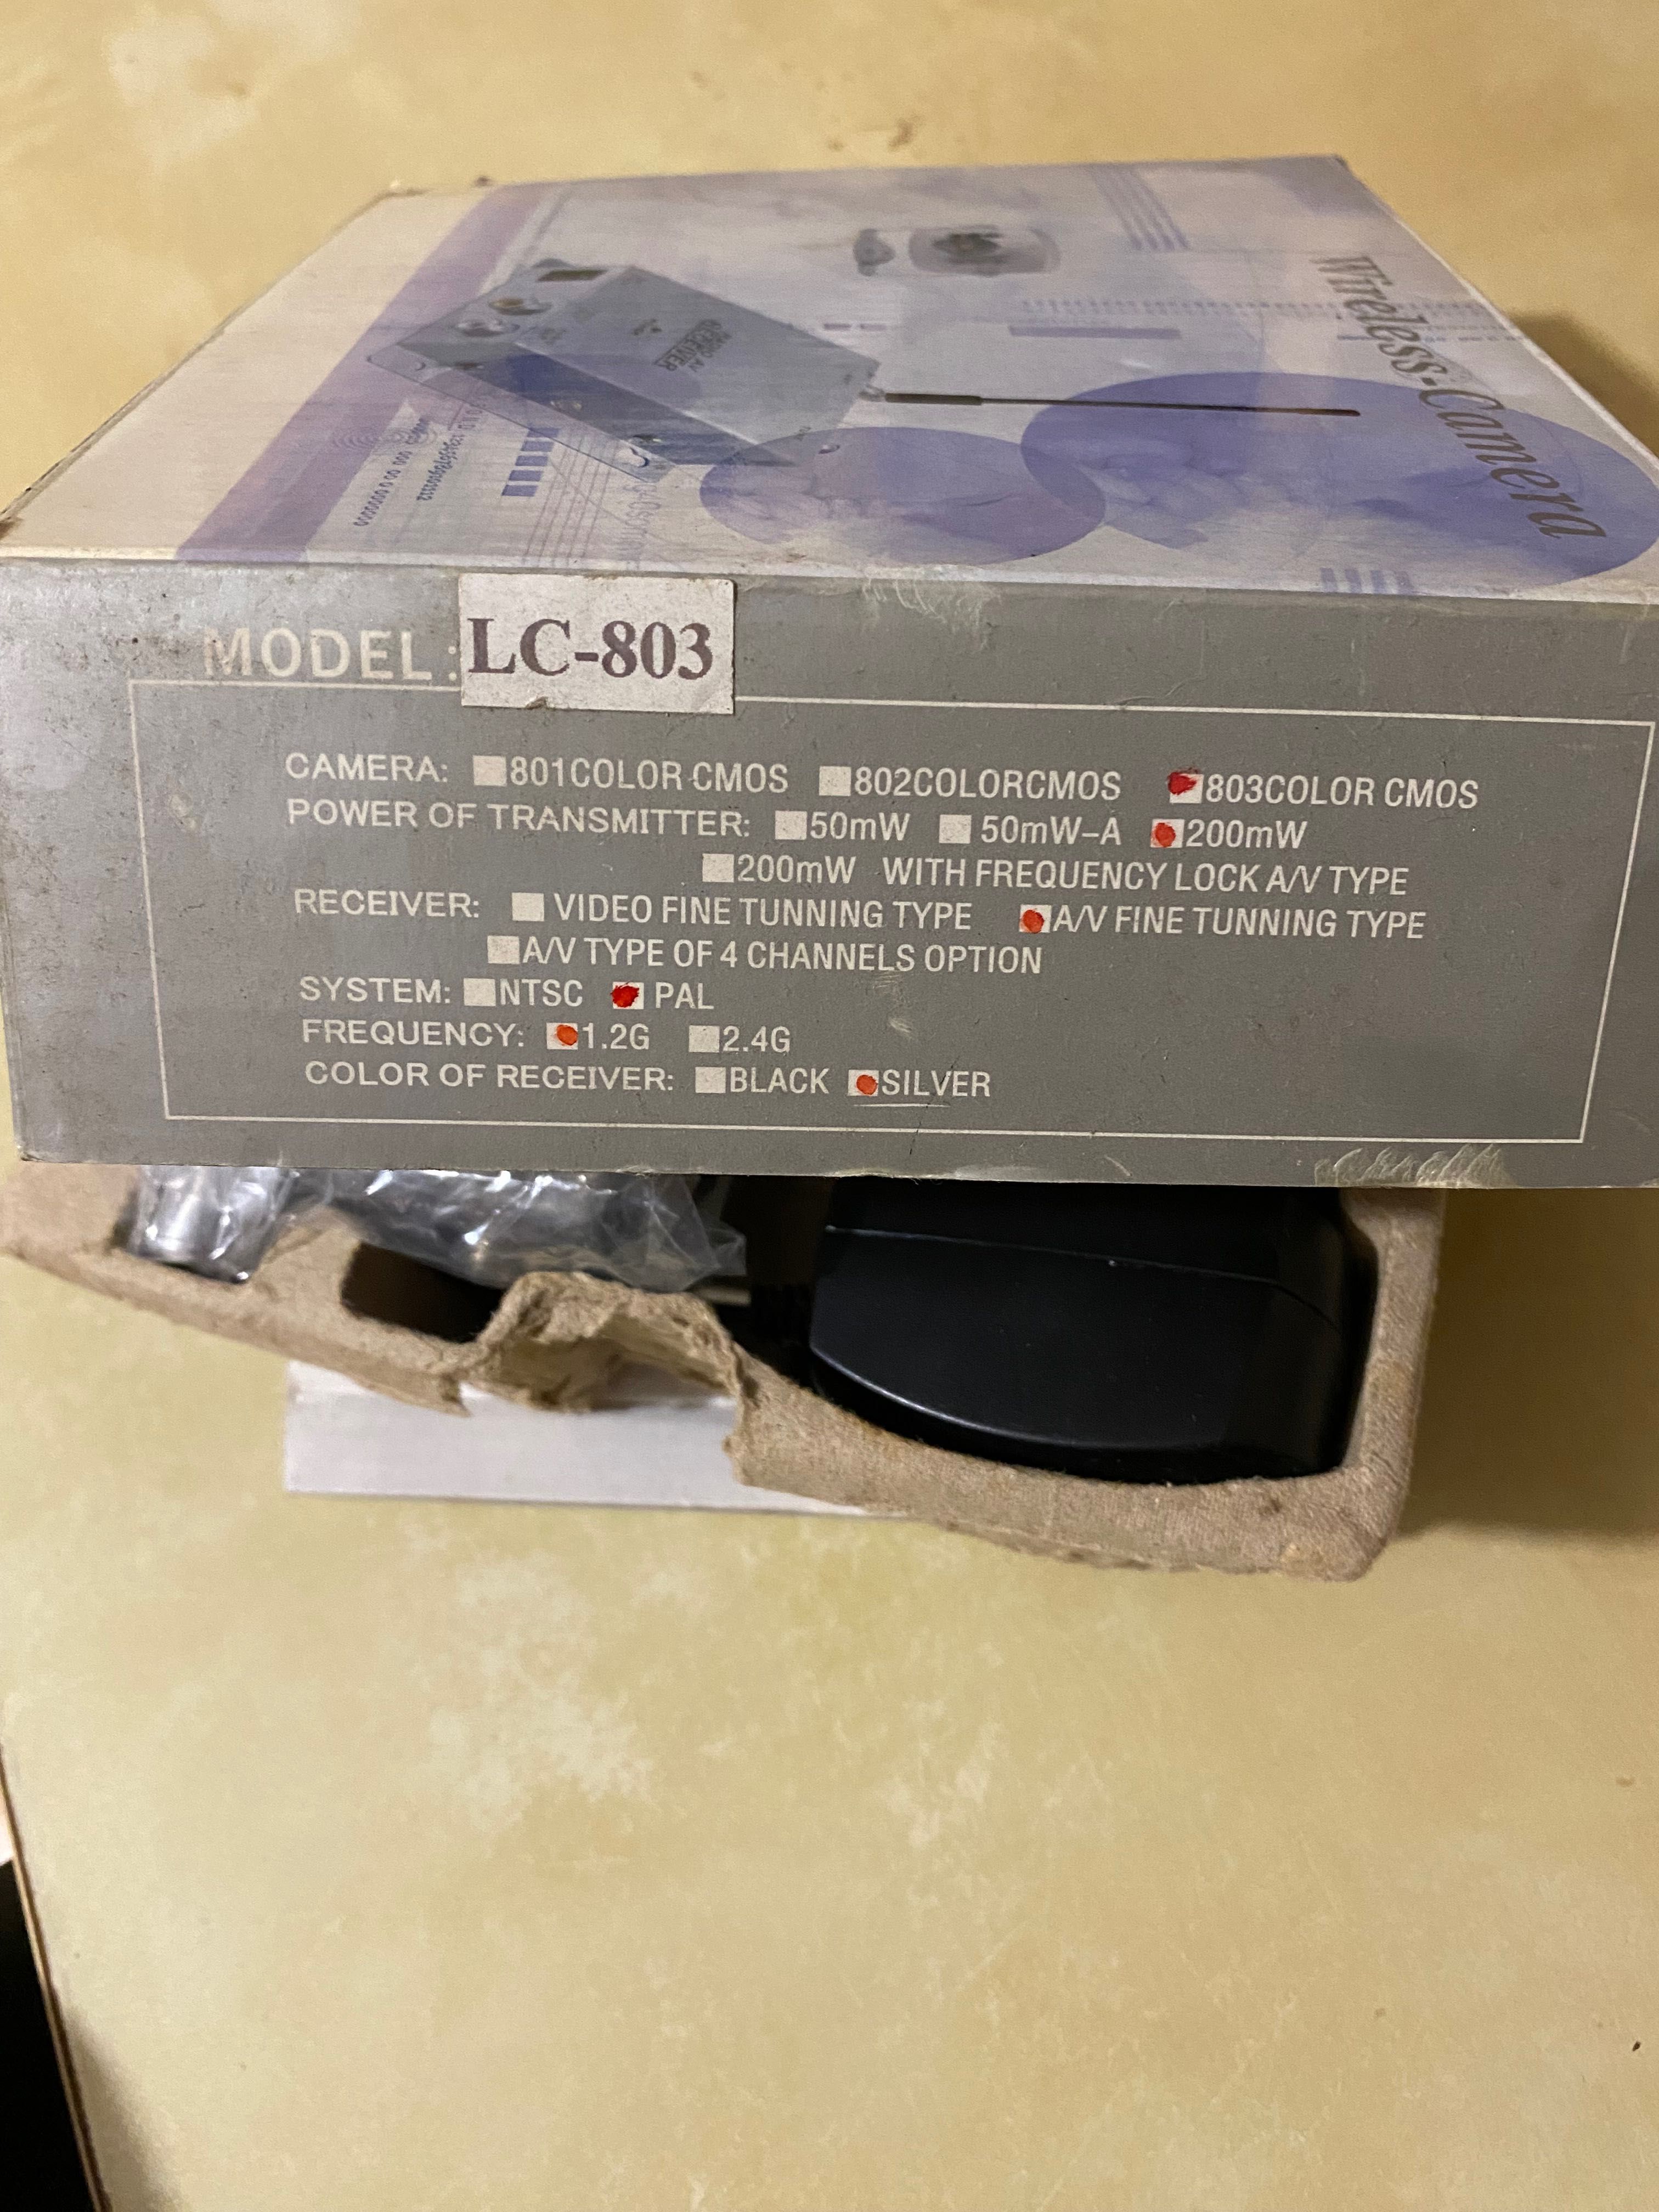 Wireless-Camera
RECEIVER
MODEL: LC-803
CAMERA: 801COLOR CMOS 802COLORCMOS 803COLOR CMOS
POWER OF TRANSMITTER: 50mW 50mW-A 200mW
200mW WITH FREQUENCY LOCK A/V TYPE
RECEIVER: VIDEO FINE TUNNING TYPE A/V FINE TUNNING TYPE
A/V TYPE OF 4 CHANNELS OPTION
SYSTEM: NTSC PAL
FREQUENCY: 1.2G 2.4G
COLOR OF RECEIVER: BLACK SILVER